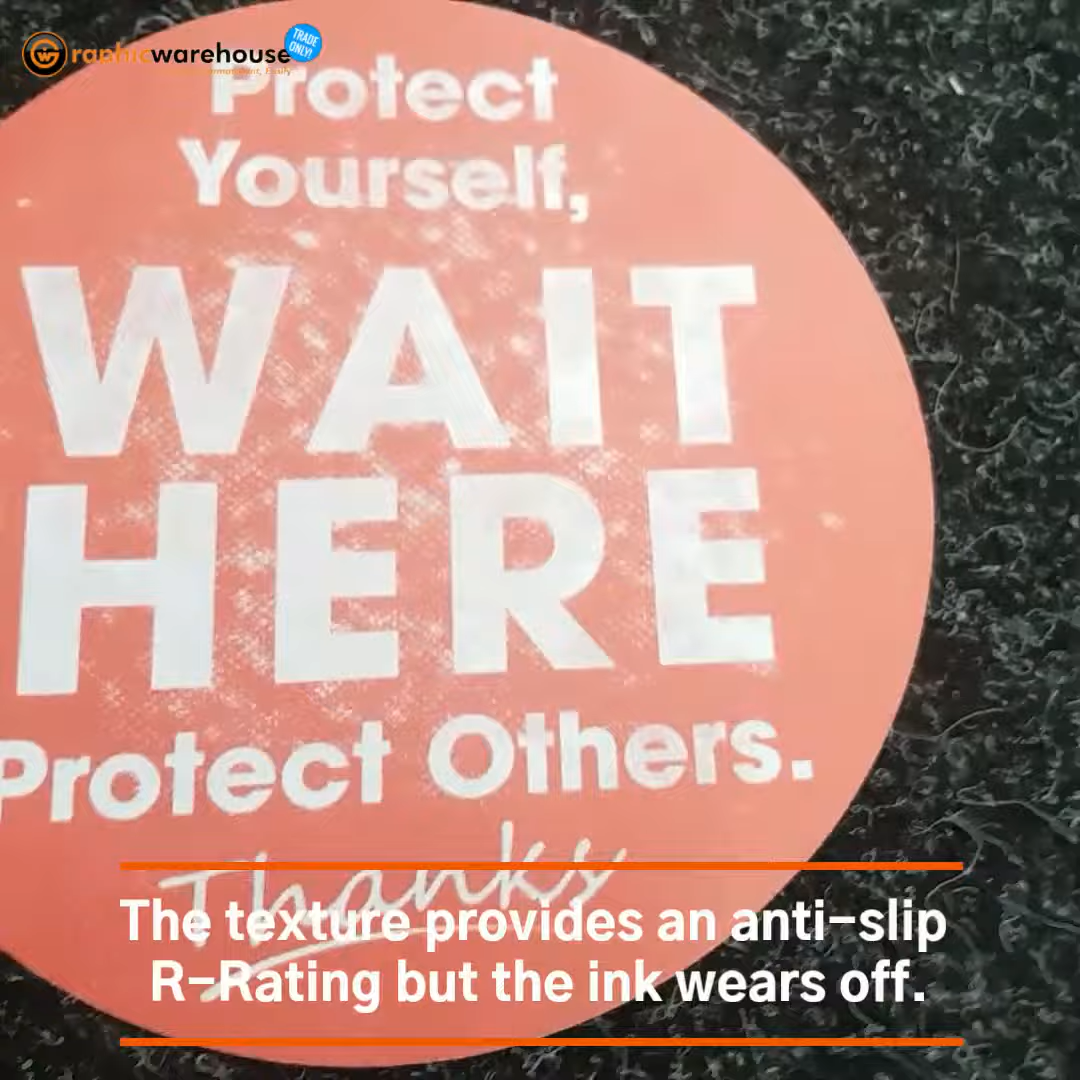 Graphicwarehouse
TRADE
ONLY!
Protect
Yourself,
WAIT
HERE
Protect Others.
Thanks
The texture provides an anti-slip
R-Rating but the ink wears off.